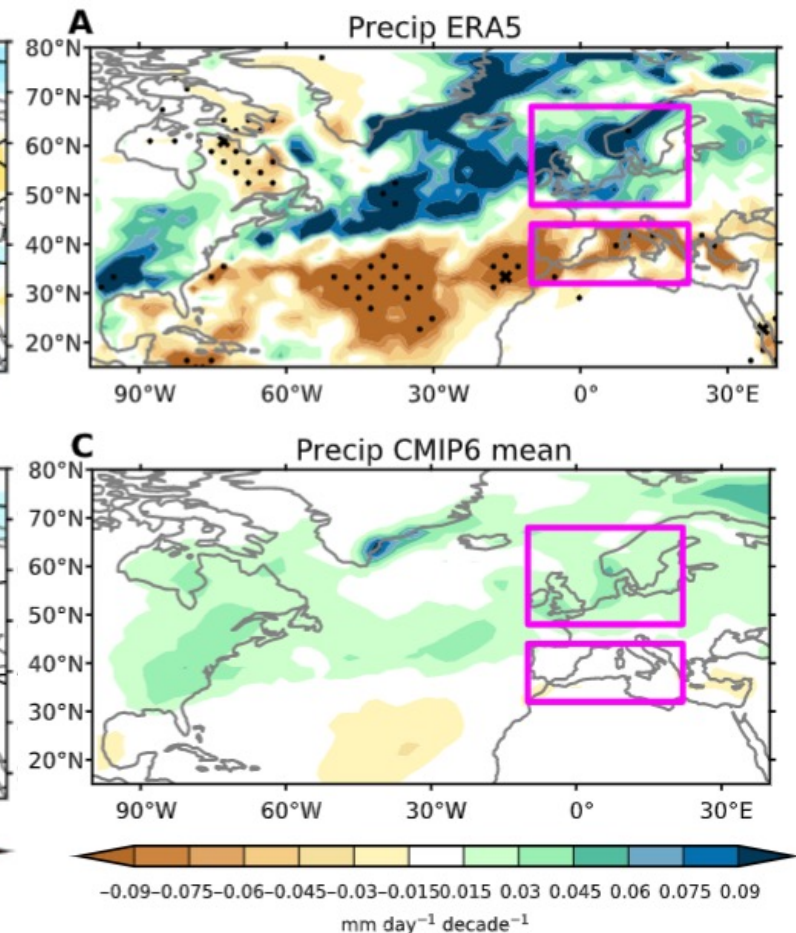 A
Precip ERA5
80°N
70°N
60°N
50°N
40°N
30°N
20°N
90°W 60°W 30°W 0° 30°E
C
Precip CMIP6 mean
80°N
70°N
60°N
50°N
40°N
30°N
20°N
90°W 60°W 30°W 0° 30°E
−0.09−0.075−0.06−0.045−0.03−0.0150.015 0.03 0.045 0.06 0.075 0.09
mm day⁻¹ decade⁻¹